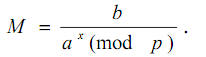 M = b / a^x (mod p) .